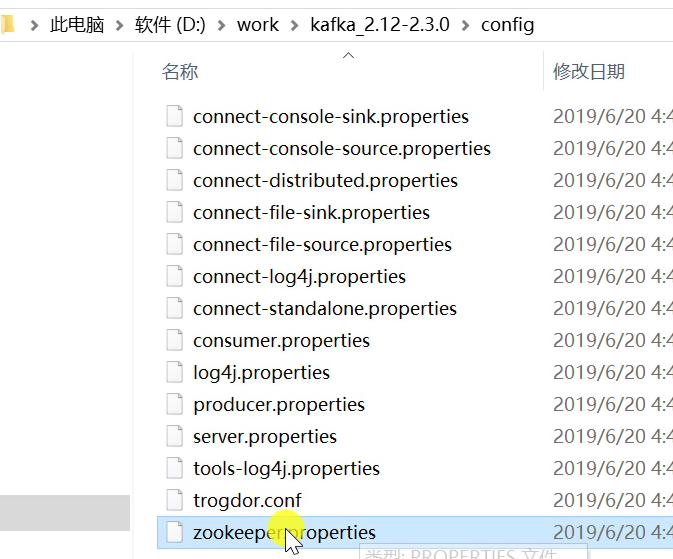 此电脑 > 软件 (D:) > work > kafka_2.12-2.3.0 > config
名称 修改日期
connect-console-sink.properties 2019/6/20 4:4
connect-console-source.properties 2019/6/20 4:4
connect-distributed.properties 2019/6/20 4:4
connect-file-sink.properties 2019/6/20 4:4
connect-file-source.properties 2019/6/20 4:4
connect-log4j.properties 2019/6/20 4:4
connect-standalone.properties 2019/6/20 4:4
consumer.properties 2019/6/20 4:4
log4j.properties 2019/6/20 4:4
producer.properties 2019/6/20 4:4
server.properties 2019/6/20 4:4
tools-log4j.properties 2019/6/20 4:4
trogdor.conf 2019/6/20 4:4
zookeeper.properties 2019/6/20 4:4
类型: PROPERTIES 文件